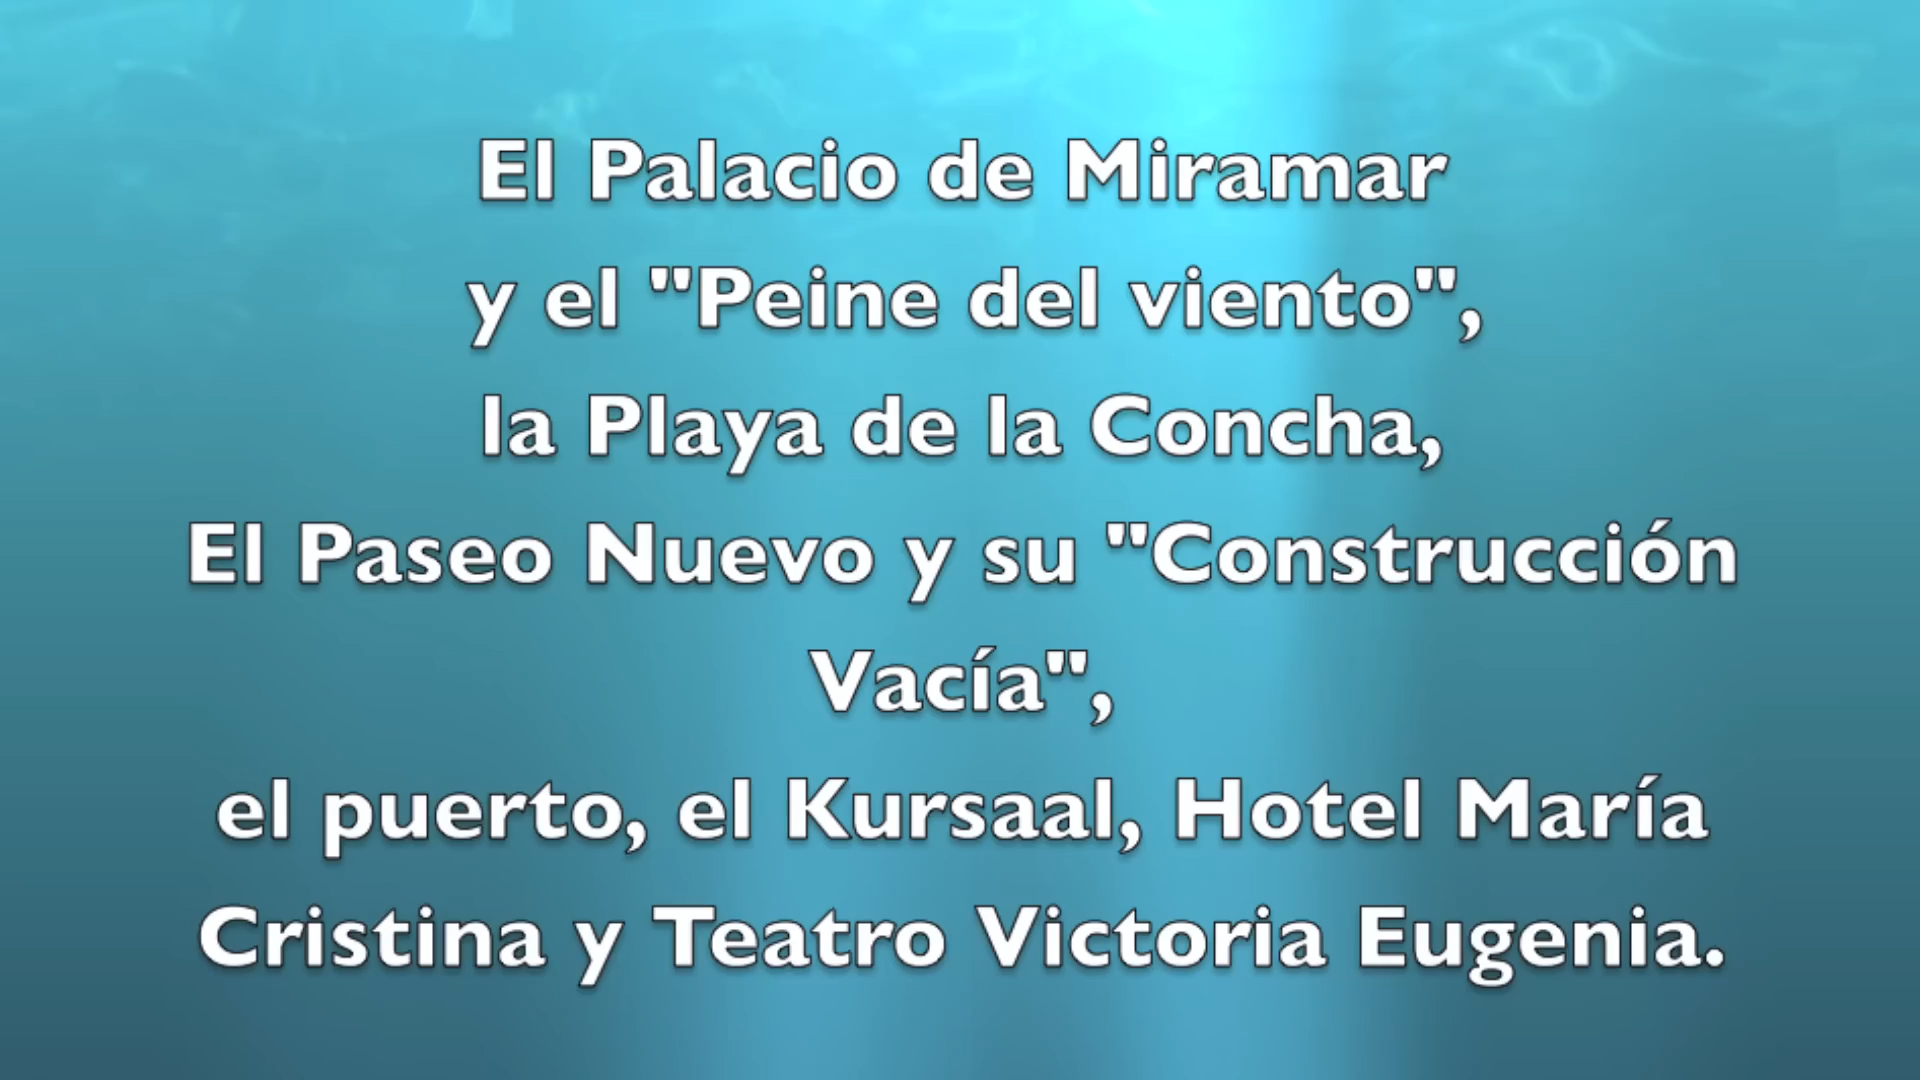 El Palacio de Miramar
y el "Peine del viento",
la Playa de la Concha,
El Paseo Nuevo y su "Construcción
Vacía",
el puerto, el Kursaal, Hotel María
Cristina y Teatro Victoria Eugenia.